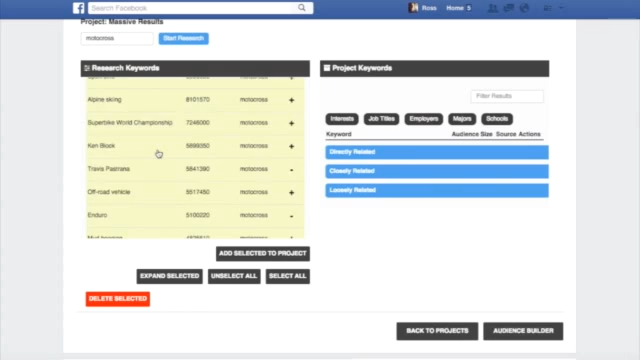 Search Facebook
Ross
Home 5
Project: Massive Results
motocross
Start Research
Research Keywords
Alpine skiing 8101570 motocross +
Superbike World Championship 7246000 motocross +
Ken Block 5899350 motocross +
Travis Pastrana 5641390 motocross -
Off-road vehicle 5517450 motocross +
Enduro 5100220 motocross -
ADD SELECTED TO PROJECT
EXPAND SELECTED
UNSELECT ALL
SELECT ALL
DELETE SELECTED
Project Keywords
Filter Results
Interests
Job Titles
Employers
Majors
Schools
Keyword Audience Size Source Actions
Directly Related
Closely Related
Loosely Related
BACK TO PROJECTS
AUDIENCE BUILDER